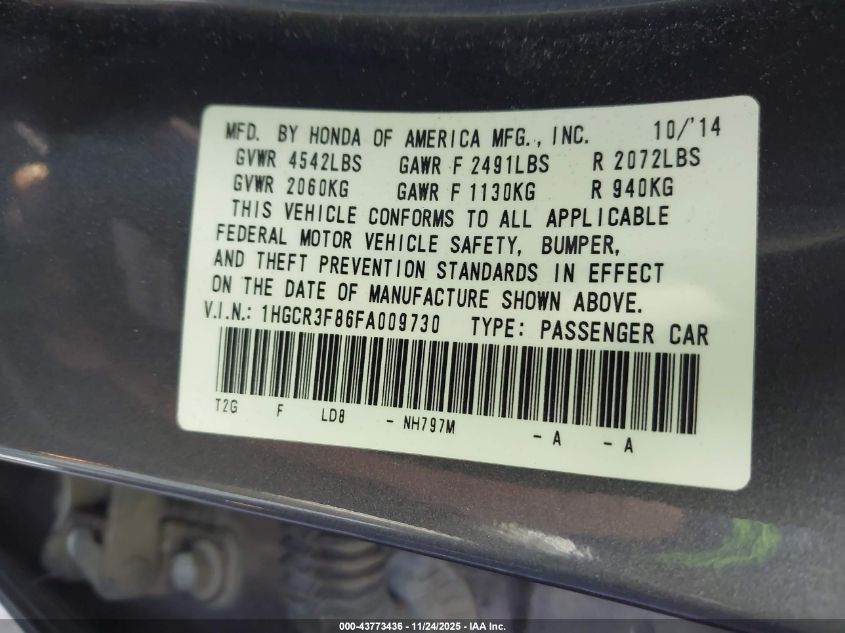 MFD. BY HONDA OF AMERICA MFG., INC. 10/'14
GVWR 4542LBS GAWR F 2491LBS R 2072LBS
GVWR 2060KG GAWR F 1130KG R 940KG
THIS VEHICLE CONFORMS TO ALL APPLICABLE
FEDERAL MOTOR VEHICLE SAFETY, BUMPER,
AND THEFT PREVENTION STANDARDS IN EFFECT
ON THE DATE OF MANUFACTURE SHOWN ABOVE.
V.I.N.: 1HGCR3F86FA009730 TYPE: PASSENGER CAR
T2G F LD8 - NH797M - A - A
000-43773436 - 11/24/2025 - IAA Inc.